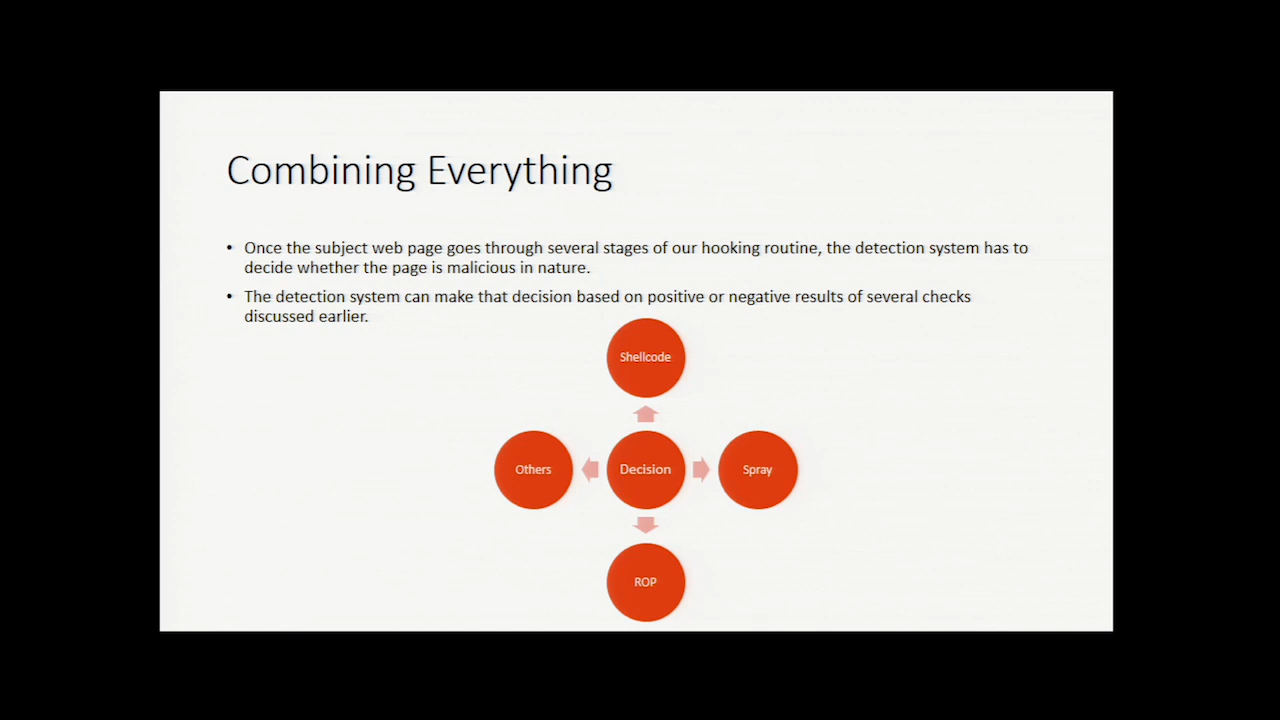 Combining Everything
• Once the subject web page goes through several stages of our hooking routine, the detection system has to
decide whether the page is malicious in nature.
• The detection system can make that decision based on positive or negative results of several checks
discussed earlier.
Shellcode
Others
Decision
Spray
ROP